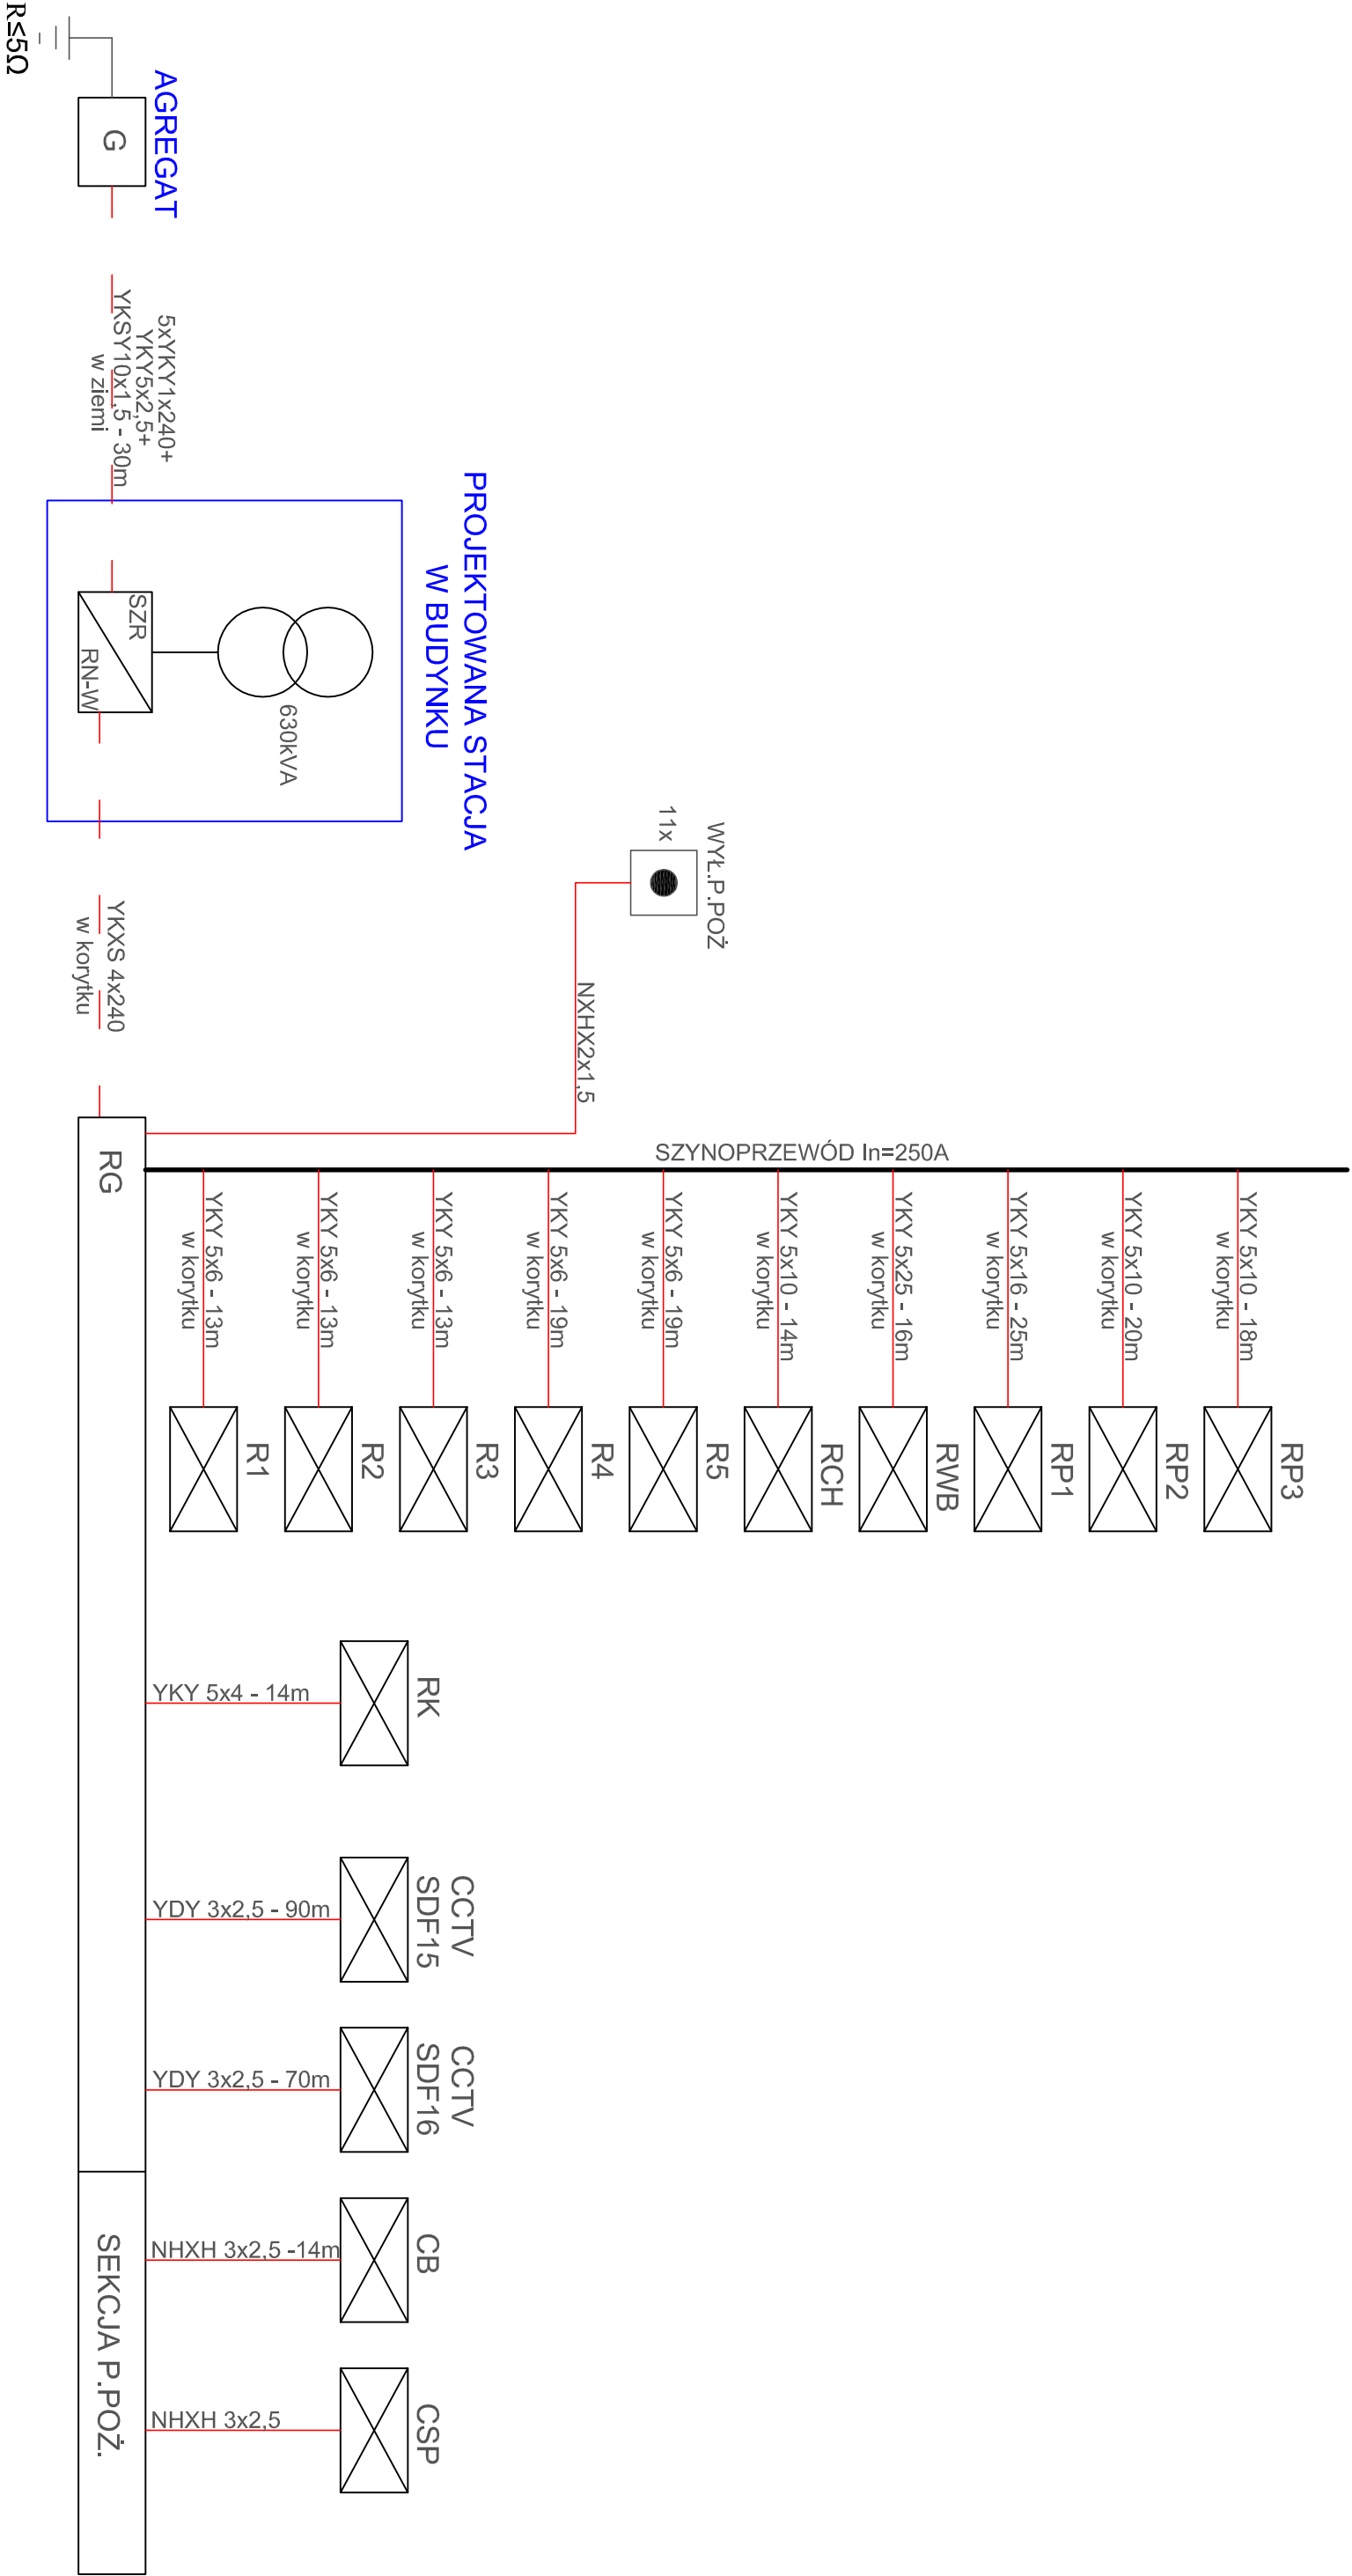 R≤5Ω
AGREGAT
G
5xYKY1x240+
YKY5x2,5+
YKSY10x1,5 - 30m
w ziemi
PROJEKTOWANA STACJA
W BUDYNKU
SZR
RN-W
630kVA
WYŁ.P.POŻ
11x
NXHX2x1,5
YKXS 4x240
w korytku
RG
SZYNOPRZEWÓD In=250A
YKY 5x6 - 13m
w korytku
R1
YKY 5x6 - 13m
w korytku
R2
YKY 5x6 - 13m
w korytku
R3
YKY 5x6 - 19m
w korytku
R4
YKY 5x6 - 19m
w korytku
R5
YKY 5x10 - 14m
w korytku
RCH
YKY 5x25 - 16m
w korytku
RWB
YKY 5x16 - 25m
w korytku
RP1
YKY 5x10 - 20m
w korytku
RP2
YKY 5x10 - 18m
w korytku
RP3
YKY 5x4 - 14m
RK
YDY 3x2,5 - 90m
CCTV
SDF15
YDY 3x2,5 - 70m
CCTV
SDF16
NHXH 3x2,5 -14m
CB
NHXH 3x2,5
CSP
SEKCJA P.POŻ.